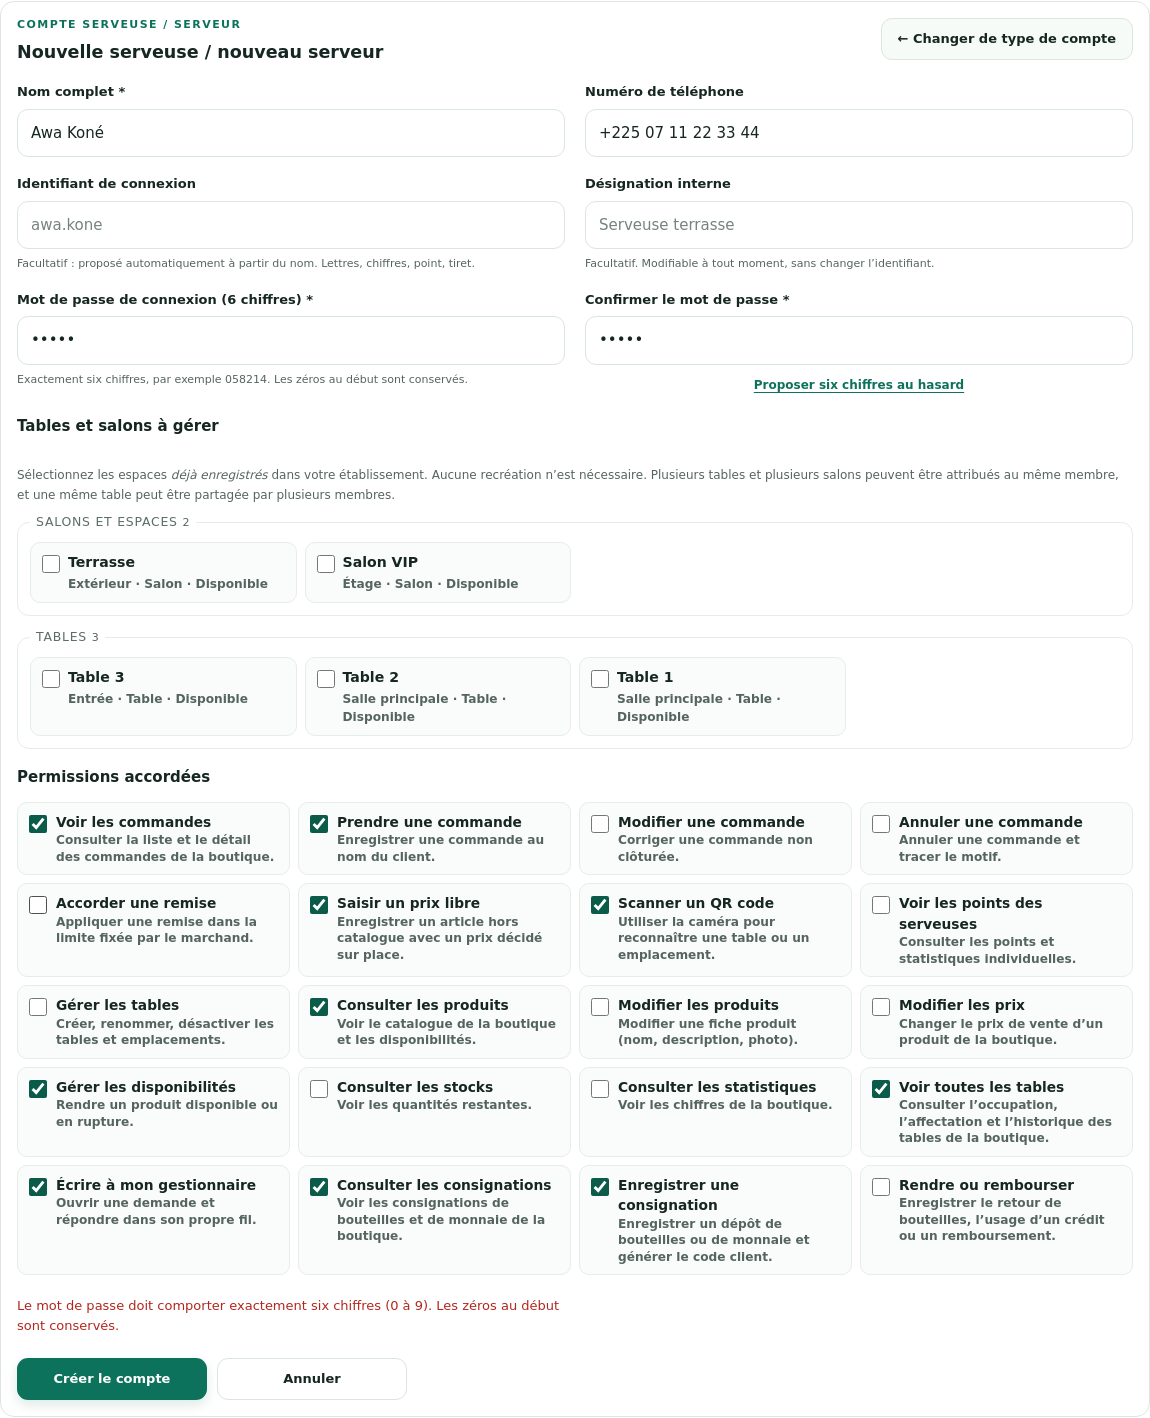 COMPTE SERVEUSE / SERVEUR
Nouvelle serveuse / nouveau serveur
← Changer de type de compte
Nom complet *
Numéro de téléphone
Awa Koné
+225 07 11 22 33 44
Identifiant de connexion
Désignation interne
awa.kone
Serveuse terrasse
Facultatif : proposé automatiquement à partir du nom. Lettres, chiffres, point, tiret.
Facultatif. Modifiable à tout moment, sans changer l’identifiant.
Mot de passe de connexion (6 chiffres) *
Confirmer le mot de passe *
•••••
•••••
Exactement six chiffres, par exemple 058214. Les zéros au début sont conservés.
Proposer six chiffres au hasard
Tables et salons à gérer
Sélectionnez les espaces déjà enregistrés dans votre établissement. Aucune recréation n’est nécessaire. Plusieurs tables et plusieurs salons peuvent être attribués au même membre,
et une même table peut être partagée par plusieurs membres.
SALONS ET ESPACES 2
Terrasse
Extérieur · Salon · Disponible
Salon VIP
Étage · Salon · Disponible
TABLES 3
Table 3
Entrée · Table · Disponible
Table 2
Salle principale · Table ·
Disponible
Table 1
Salle principale · Table ·
Disponible
Permissions accordées
Voir les commandes
Consulter la liste et le détail
des commandes de la boutique.
Prendre une commande
Enregistrer une commande au
nom du client.
Modifier une commande
Corriger une commande non
clôturée.
Annuler une commande
Annuler une commande et
tracer le motif.
Accorder une remise
Appliquer une remise dans la
limite fixée par le marchand.
Saisir un prix libre
Enregistrer un article hors
catalogue avec un prix décidé
sur place.
Scanner un QR code
Utiliser la caméra pour
reconnaître une table ou un
emplacement.
Voir les points des
serveuses
Consulter les points et
statistiques individuelles.
Gérer les tables
Créer, renommer, désactiver les
tables et emplacements.
Consulter les produits
Voir le catalogue de la boutique
et les disponibilités.
Modifier les produits
Modifier une fiche produit
(nom, description, photo).
Modifier les prix
Changer le prix de vente d’un
produit de la boutique.
Gérer les disponibilités
Rendre un produit disponible ou
en rupture.
Consulter les stocks
Voir les quantités restantes.
Consulter les statistiques
Voir les chiffres de la boutique.
Voir toutes les tables
Consulter l’occupation,
l’affectation et l’historique des
tables de la boutique.
Écrire à mon gestionnaire
Ouvrir une demande et
répondre dans son propre fil.
Consulter les consignations
Voir les consignations de
bouteilles et de monnaie de la
boutique.
Enregistrer une
consignation
Enregistrer un dépôt de
bouteilles ou de monnaie et
générer le code client.
Rendre ou rembourser
Enregistrer le retour de
bouteilles, l’usage d’un crédit
ou un remboursement.
Le mot de passe doit comporter exactement six chiffres (0 à 9). Les zéros au début
sont conservés.
Créer le compte
Annuler